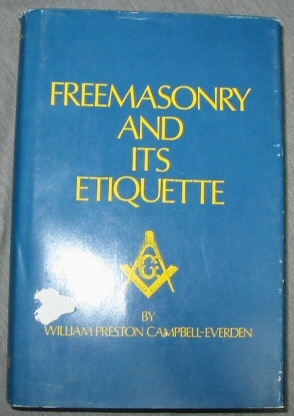 FREEMASONRY
AND
ITS
ETIQUETTE
G
BY
WILLIAM PRESTON CAMPBELL-EVERDEN